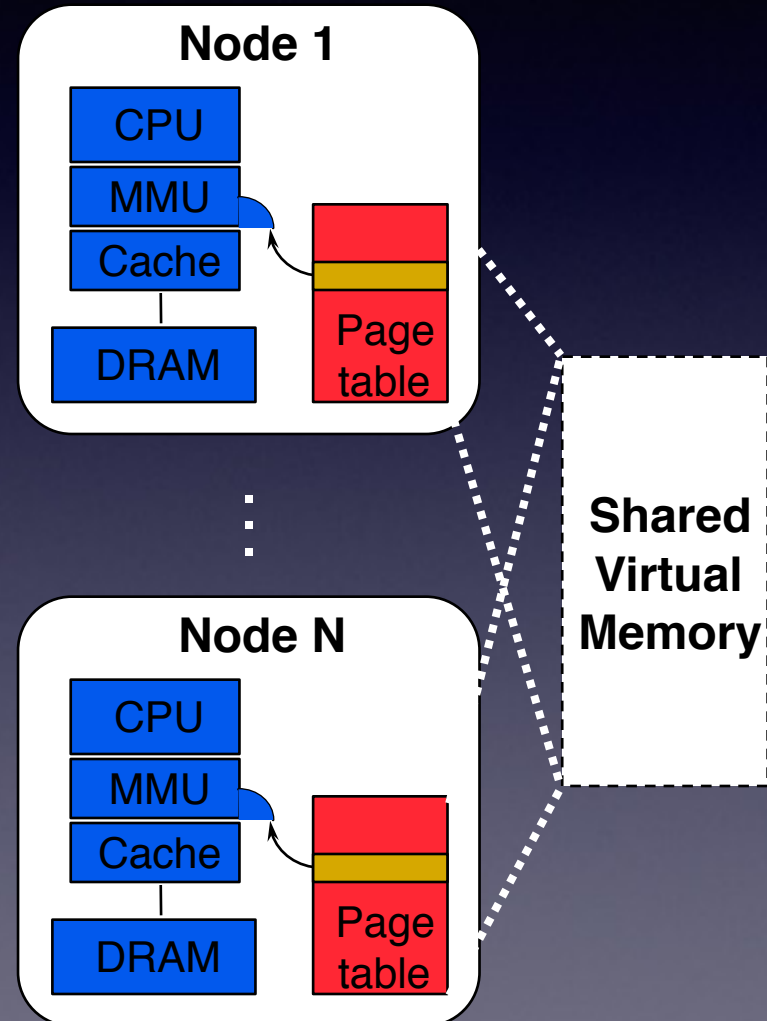 Node 1
CPU
MMU
Cache
DRAM
Page
table
Shared
Virtual
Memory
Node N
CPU
MMU
Cache
DRAM
Page
table